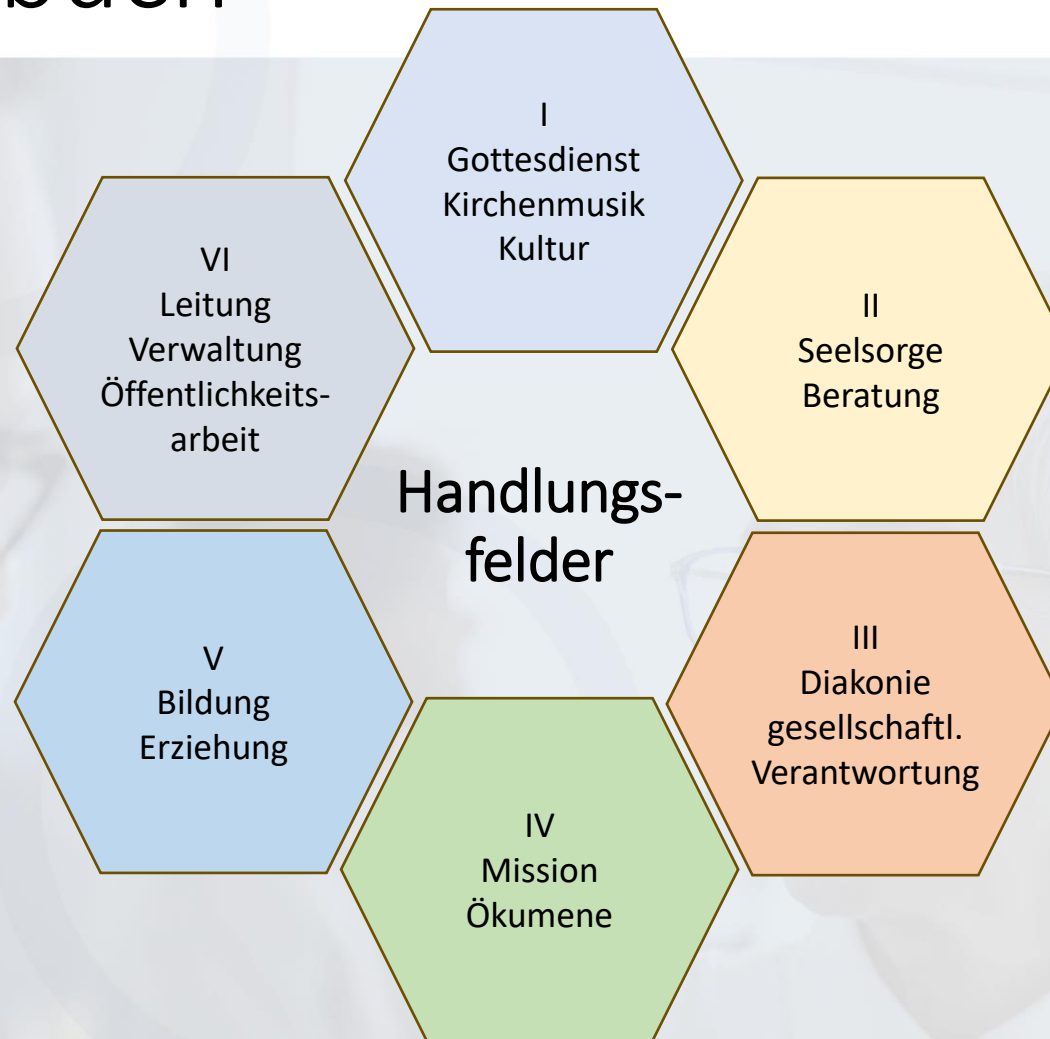 I
Gottesdienst
Kirchenmusik
Kultur
II
Seelsorge
Beratung
III
Diakonie
gesellschaftl.
Verantwortung
IV
Mission
Ökumene
V
Bildung
Erziehung
VI
Leitung
Verwaltung
Öffentlichkeits-
arbeit
Handlungs-
felder